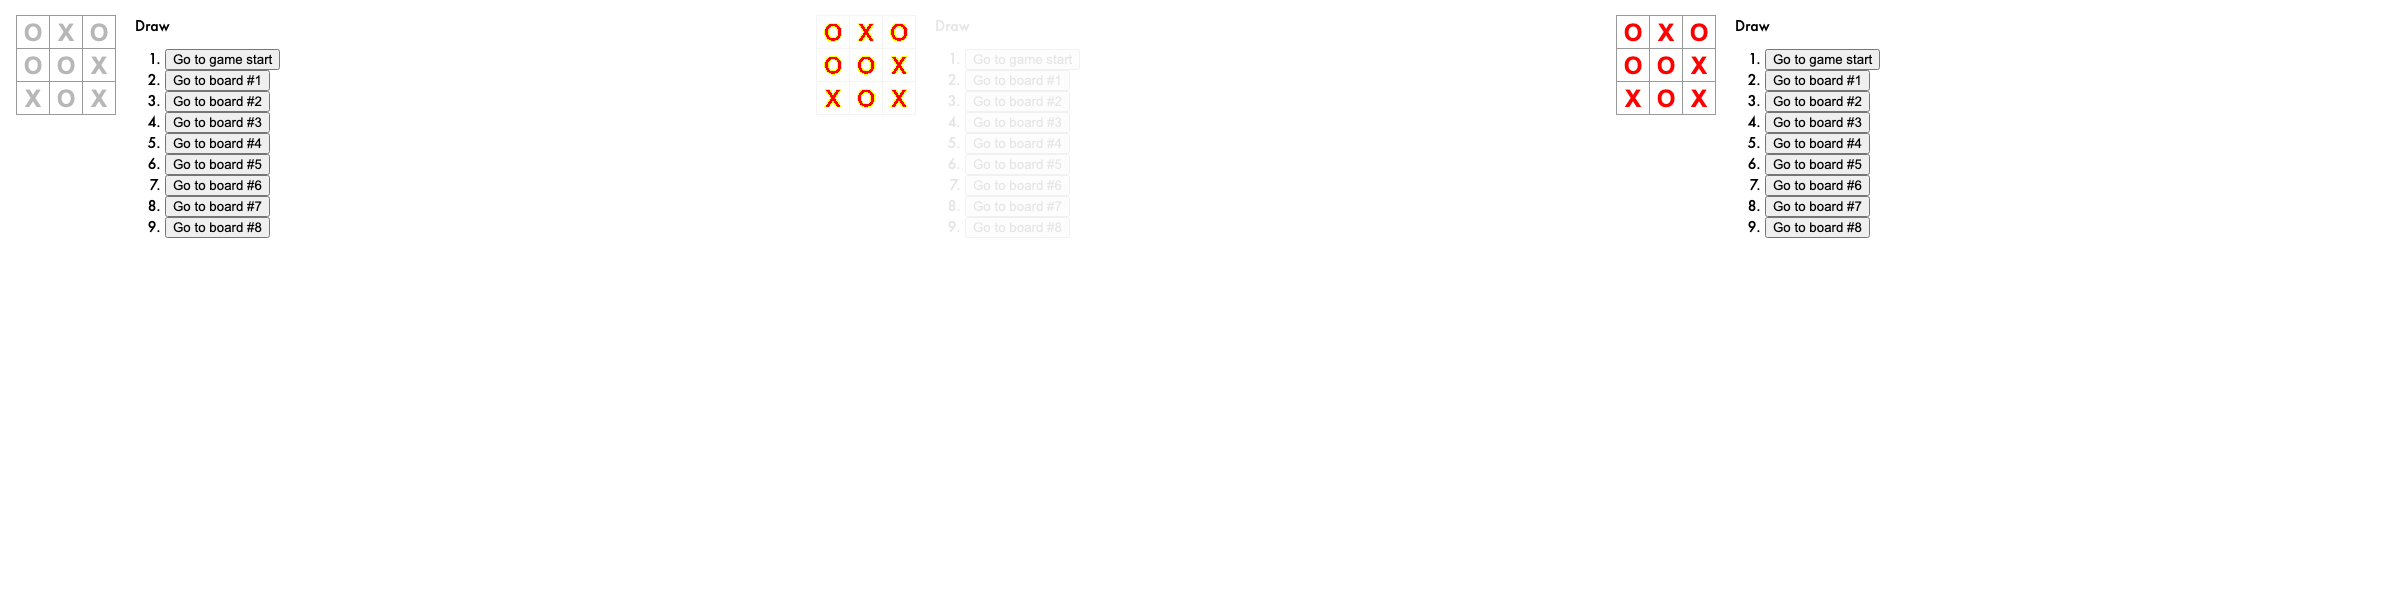 O X O
O O X
X O X
Draw
1. Go to game start
2. Go to board #1
3. Go to board #2
4. Go to board #3
5. Go to board #4
6. Go to board #5
7. Go to board #6
8. Go to board #7
9. Go to board #8
O X O
O O X
X O X
Draw
1. Go to game start
2. Go to board #1
3. Go to board #2
4. Go to board #3
5. Go to board #4
6. Go to board #5
7. Go to board #6
8. Go to board #7
9. Go to board #8
O X O
O O X
X O X
Draw
1. Go to game start
2. Go to board #1
3. Go to board #2
4. Go to board #3
5. Go to board #4
6. Go to board #5
7. Go to board #6
8. Go to board #7
9. Go to board #8